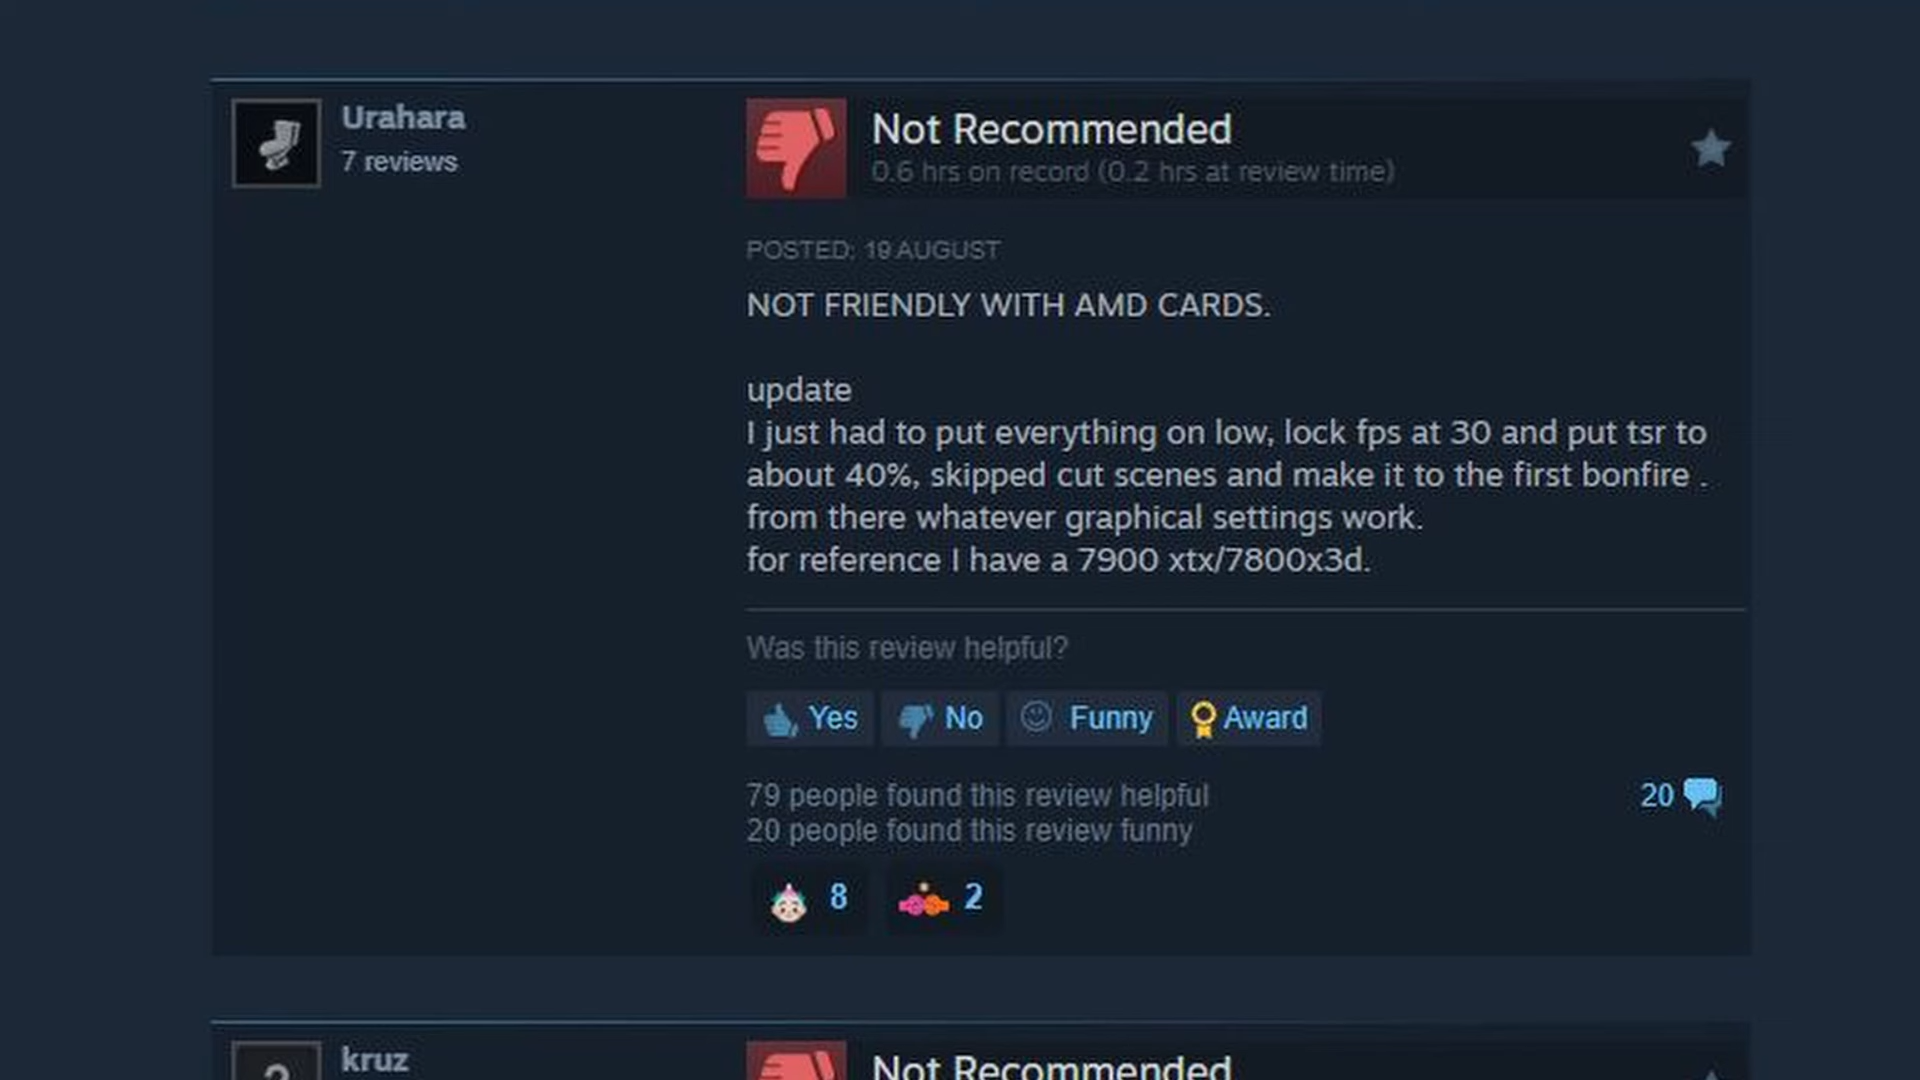 Urahara
7 reviews
Not Recommended
0.6 hrs on record (0.2 hrs at review time)
POSTED: 19 AUGUST
NOT FRIENDLY WITH AMD CARDS.
update
I just had to put everything on low, lock fps at 30 and put tsr to
about 40%, skipped cut scenes and make it to the first bonfire .
from there whatever graphical settings work.
for reference I have a 7900 xtx/7800x3d.
Was this review helpful?
Yes
No
Funny
Award
79 people found this review helpful
20
20 people found this review funny
8
2
kruz
?
Not Recommended